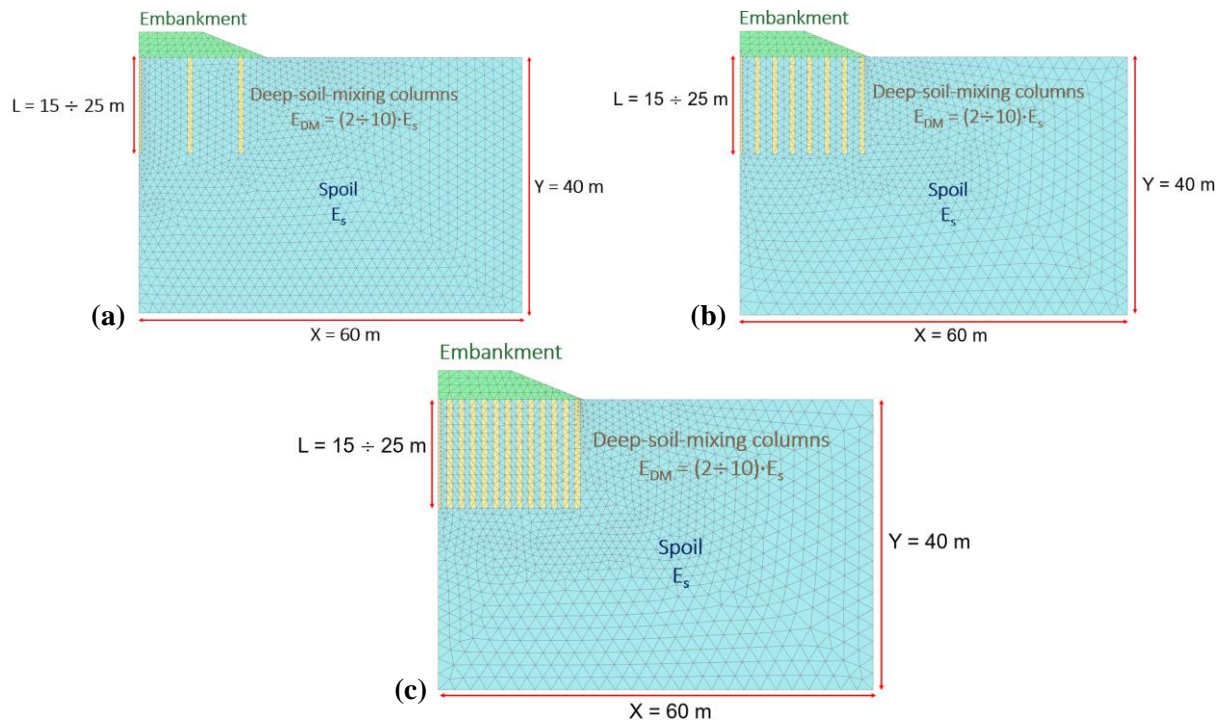 Embankment
L = 15 ÷ 25 m
Deep-soil-mixing columns
E_DM = (2÷10)·E_s
Spoil
E_s
Y = 40 m
(a)
X = 60 m
Embankment
L = 15 ÷ 25 m
Deep-soil-mixing columns
E_DM = (2÷10)·E_s
Spoil
E_s
Y = 40 m
(b)
X = 60 m
Embankment
L = 15 ÷ 25 m
Deep-soil-mixing columns
E_DM = (2÷10)·E_s
Spoil
E_s
Y = 40 m
(c)
X = 60 m